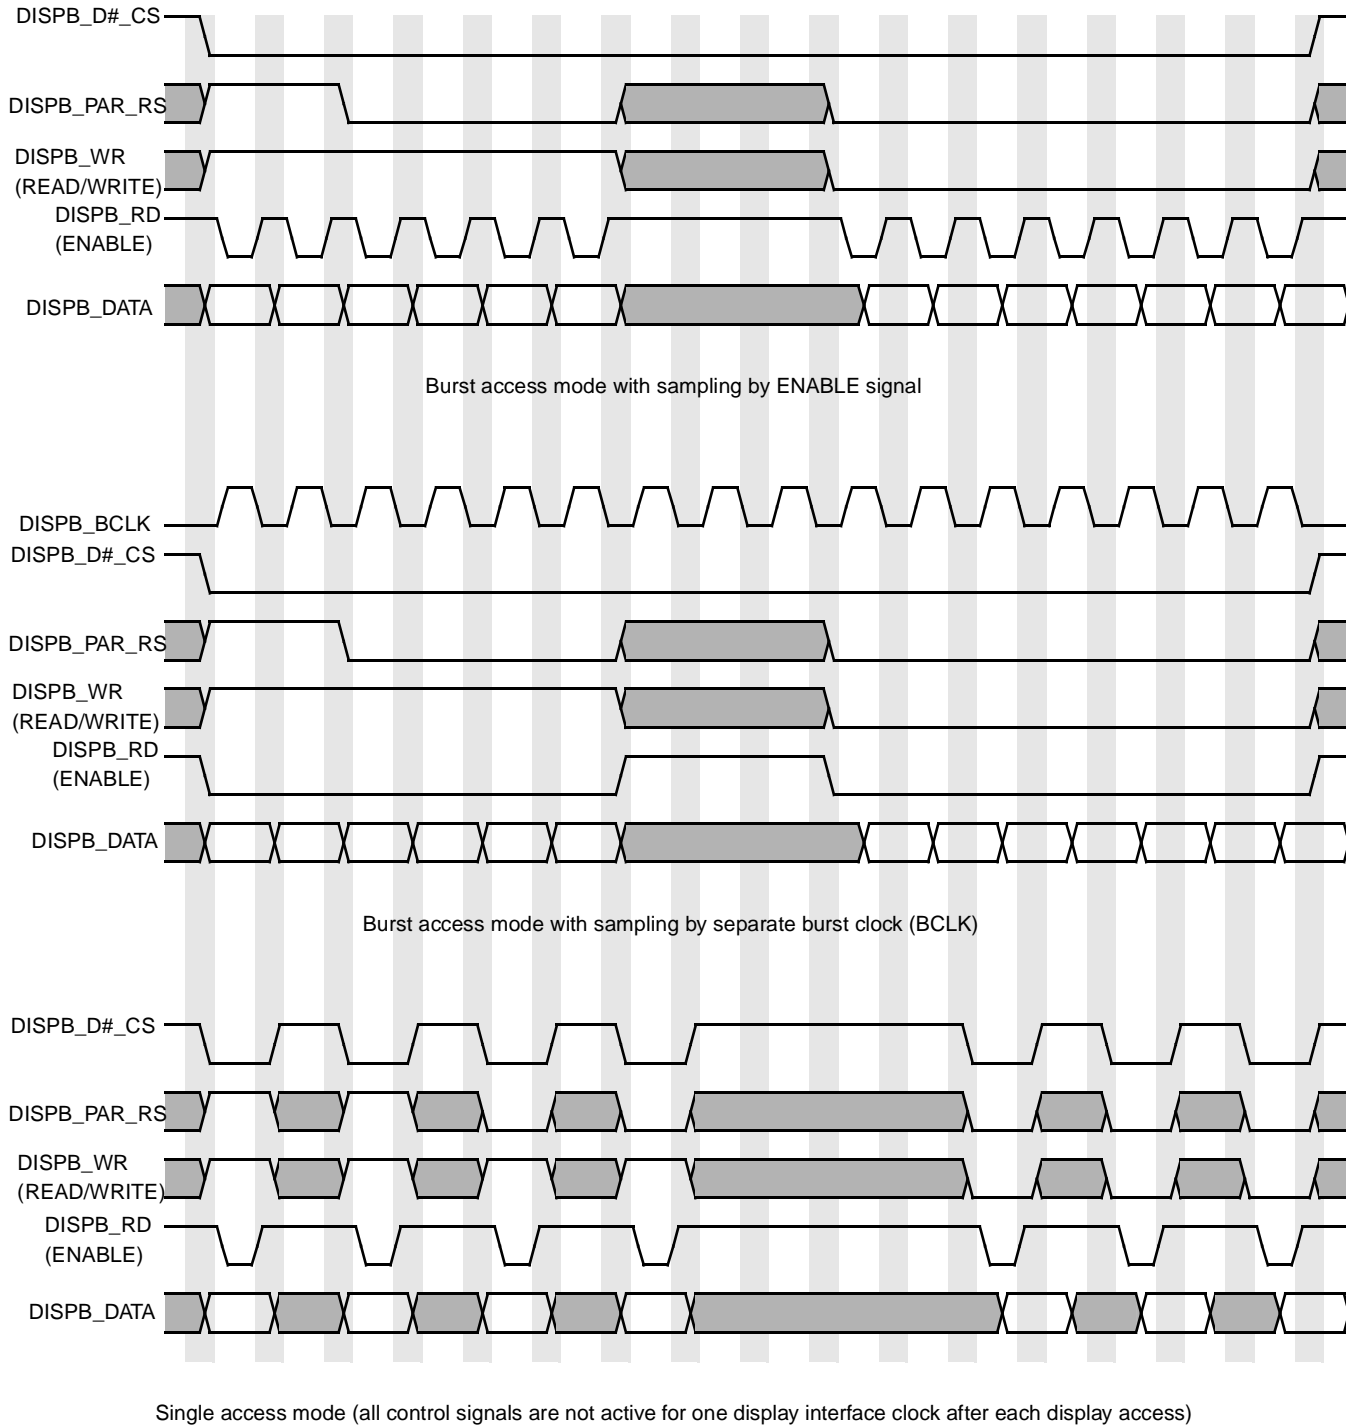 DISPB_D#_CS
DISPB_PAR_RS
DISPB_WR
(READ/WRITE)
DISPB_RD
(ENABLE)
DISPB_DATA
Burst access mode with sampling by ENABLE signal
DISPB_BCLK
DISPB_D#_CS
DISPB_PAR_RS
DISPB_WR
(READ/WRITE)
DISPB_RD
(ENABLE)
DISPB_DATA
Burst access mode with sampling by separate burst clock (BCLK)
DISPB_D#_CS
DISPB_PAR_RS
DISPB_WR
(READ/WRITE)
DISPB_RD
(ENABLE)
DISPB_DATA
Single access mode (all control signals are not active for one display interface clock after each display access)